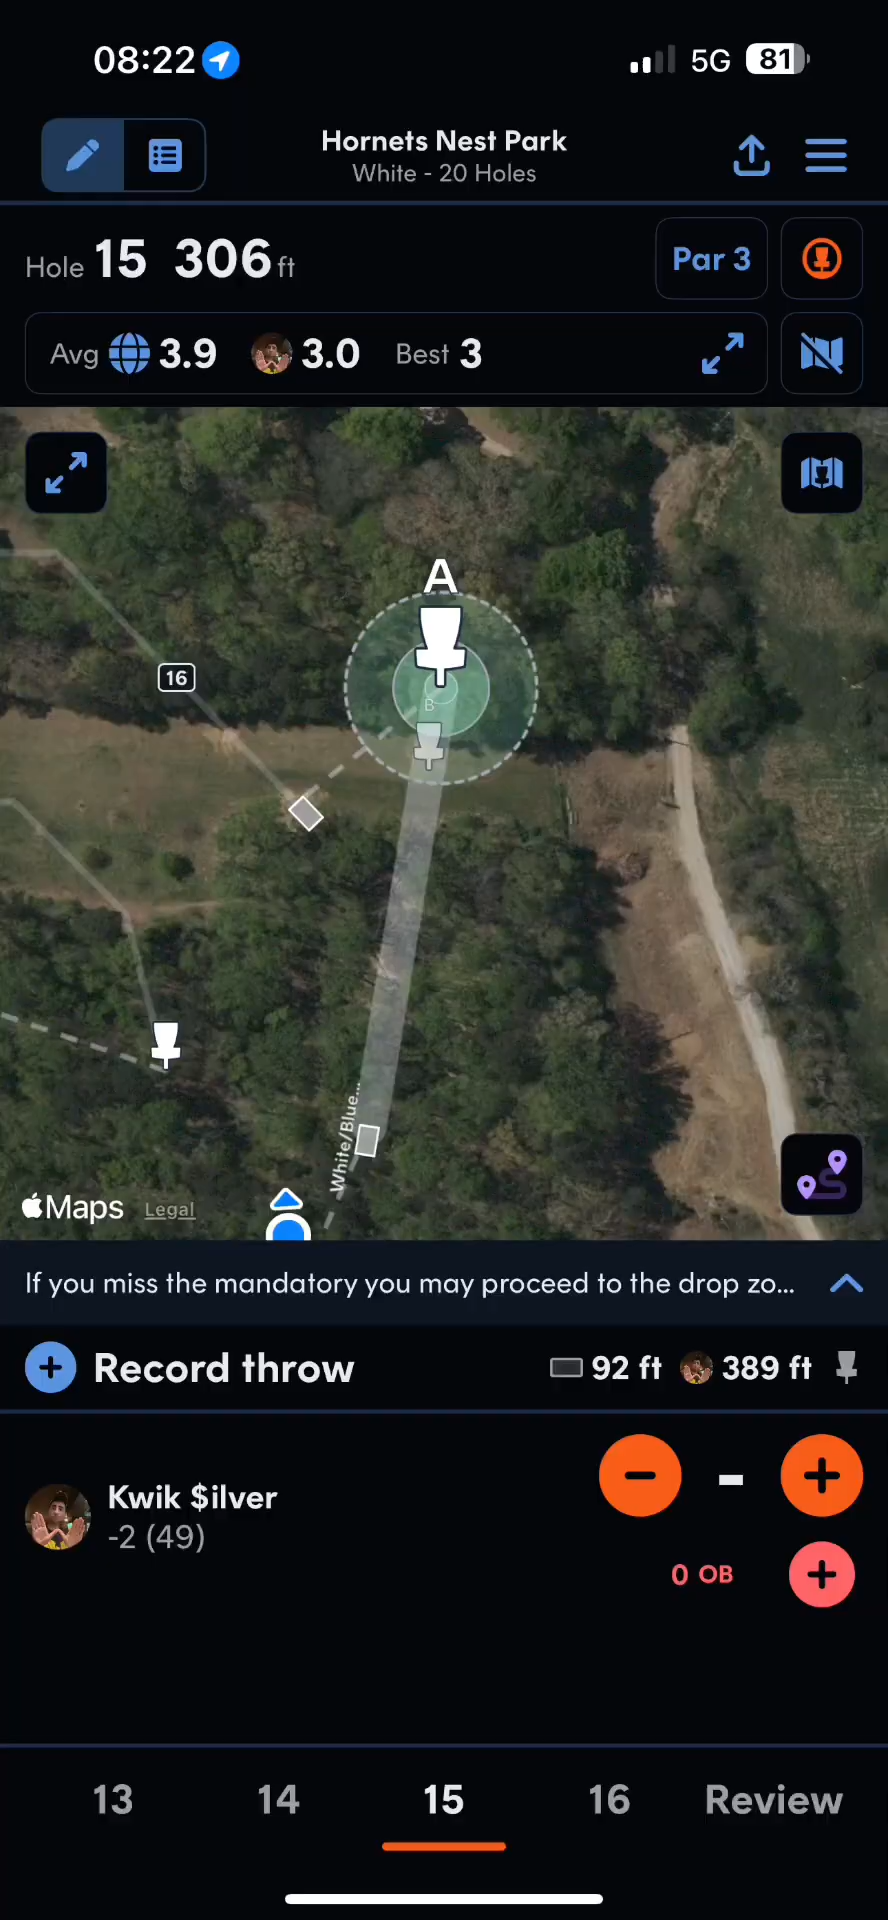 08:22
5G 81
Hornets Nest Park
White - 20 Holes
Hole 15 306 ft
Par 3
Avg 3.9 3.0 Best 3
A
B
16
White/Blue...
Maps Legal
If you miss the mandatory you may proceed to the drop zo...
Record throw 92 ft 389 ft
Kwik $ilver
-2 (49)
-
0 OB
13 14 15 16 Review